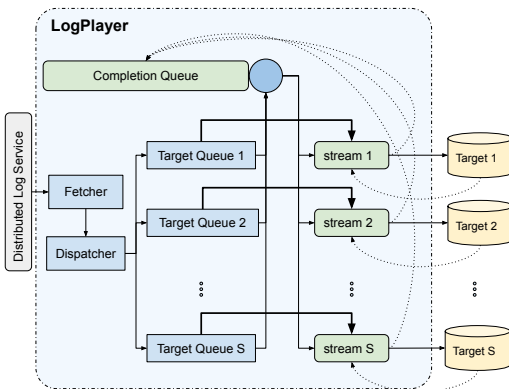 LogPlayer
Completion Queue
Distributed Log Service
Fetcher
Dispatcher
Target Queue 1
stream 1
Target 1
Target Queue 2
stream 2
Target 2
Target Queue S
stream S
Target S